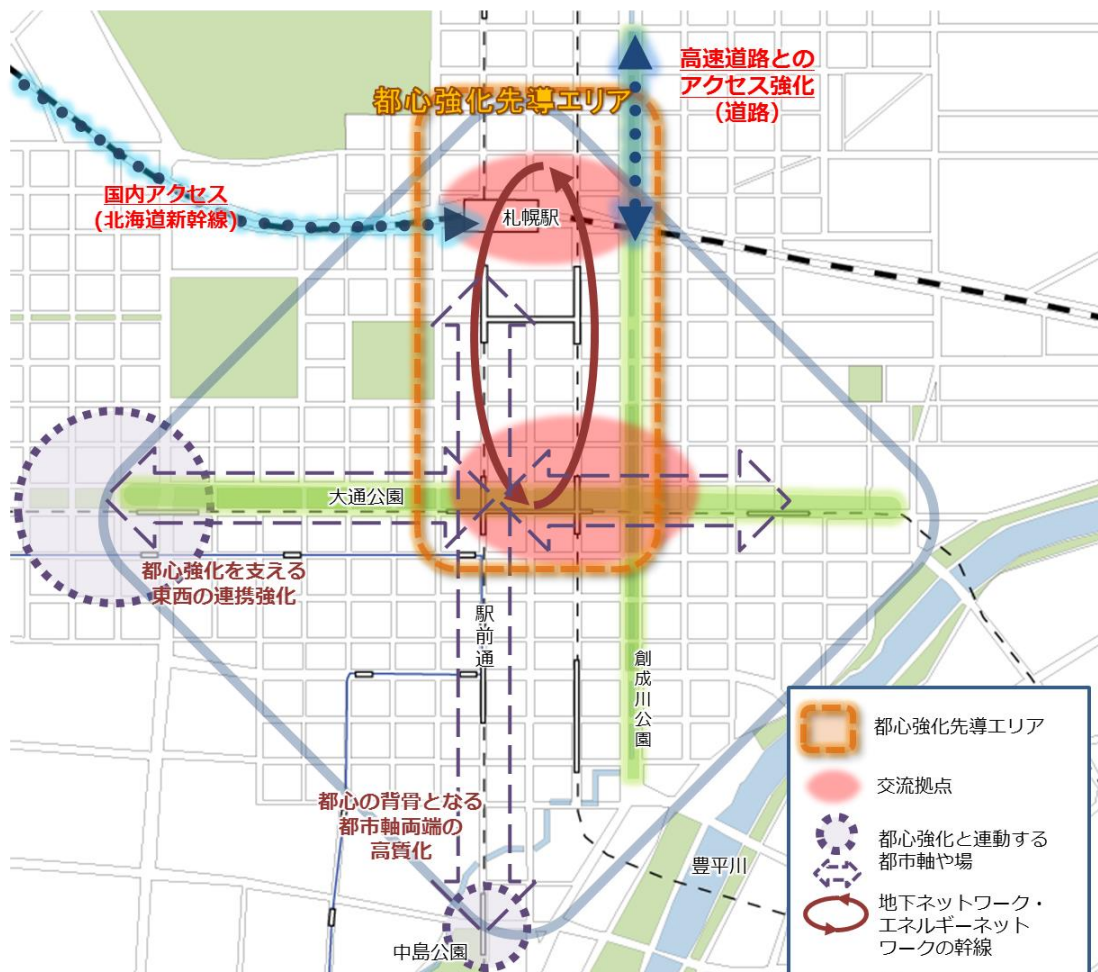 都心強化先導エリア
高速道路との
アクセス強化
(道路)
国内アクセス
(北海道新幹線)
札幌駅
大通公園
都心強化を支える
東西の連携強化
駅前通
創成川公園
都心の背骨となる
都市軸両端の
高質化
豊平川
中島公園
都心強化先導エリア
交流拠点
都心強化と連動する
都市軸や場
地下ネットワーク・
エネルギーネット
ワークの幹線